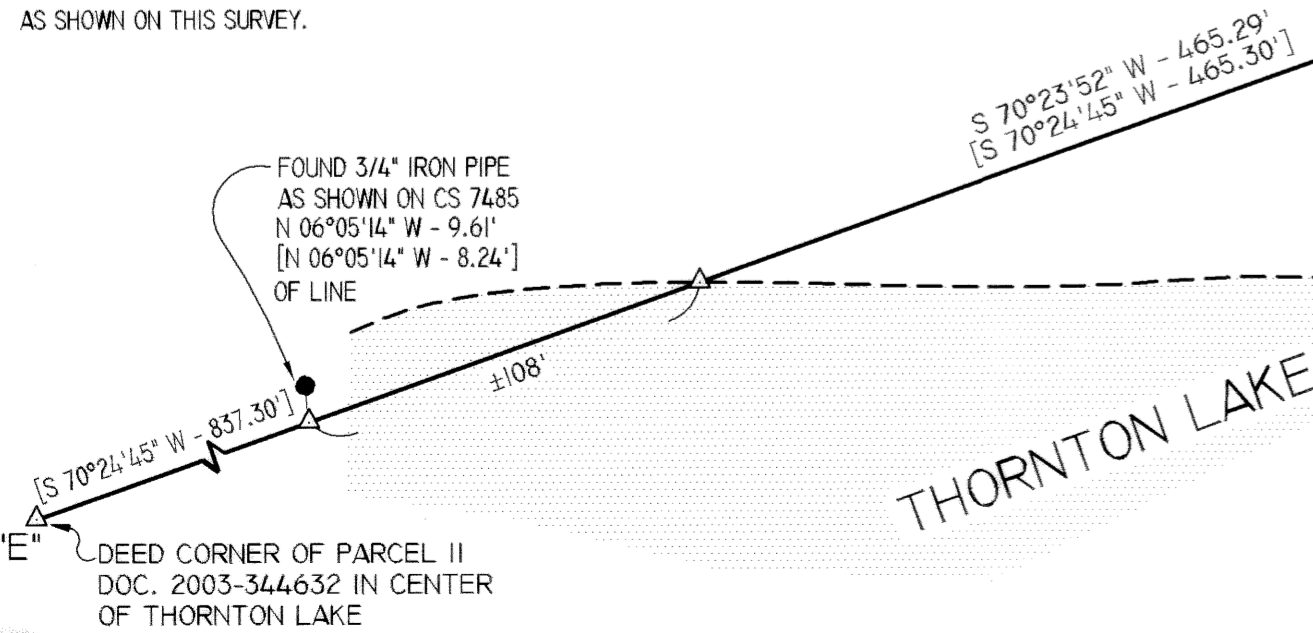 AS SHOWN ON THIS SURVEY.
S 70°23'52" W - 465.29'
[S 70°24'45" W - 465.30']
FOUND 3/4" IRON PIPE
AS SHOWN ON CS 7485
N 06°05'14" W - 9.61'
[N 06°05'14" W - 8.24']
OF LINE
±108'
[S 70°24'45" W - 837.30']
THORNTON LAKE
"E"
DEED CORNER OF PARCEL II
DOC. 2003-344632 IN CENTER
OF THORNTON LAKE